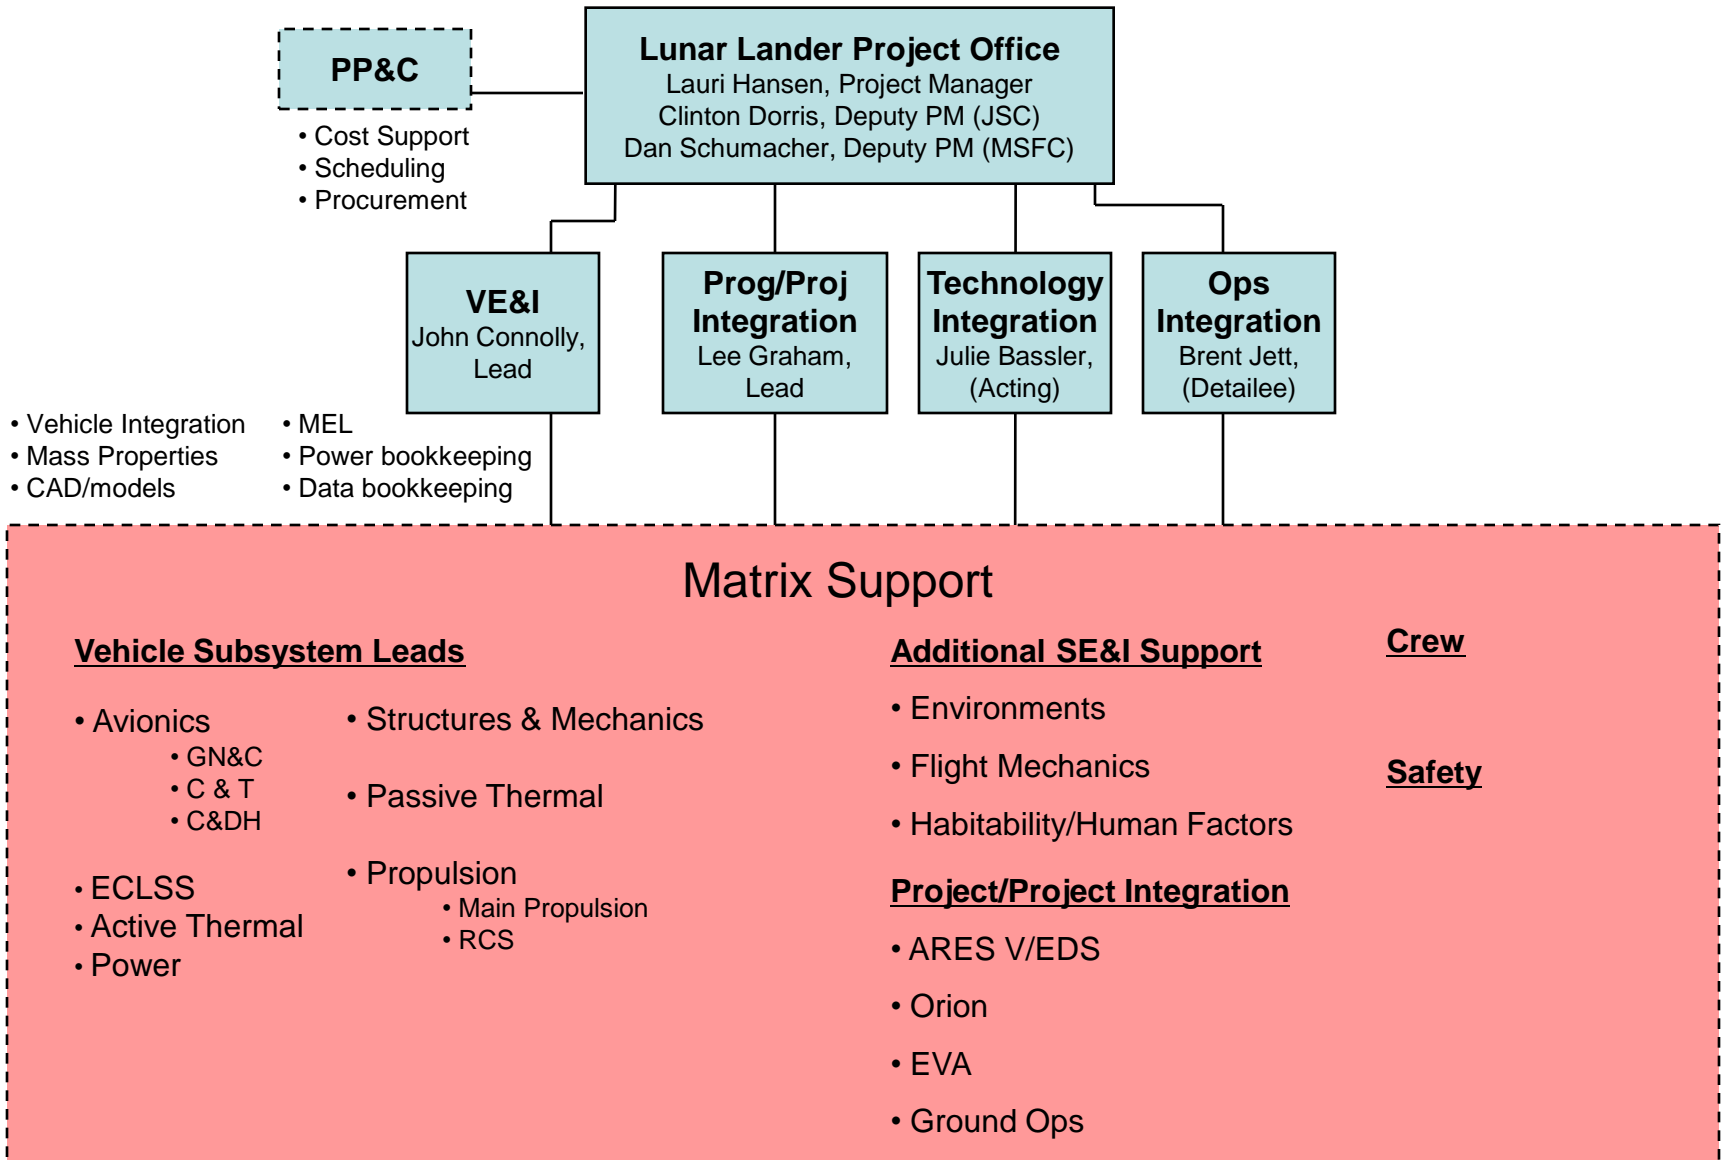 PP&C
• Cost Support
• Scheduling
• Procurement
Lunar Lander Project Office
Lauri Hansen, Project Manager
Clinton Dorris, Deputy PM (JSC)
Dan Schumacher, Deputy PM (MSFC)
VE&I
John Connolly,
Lead
Prog/Proj
Integration
Lee Graham,
Lead
Technology
Integration
Julie Bassler,
(Acting)
Ops
Integration
Brent Jett,
(Detailee)
• Vehicle Integration
• Mass Properties
• CAD/models
• MEL
• Power bookkeeping
• Data bookkeeping
Matrix Support
Vehicle Subsystem Leads
• Avionics
• GN&C
• C & T
• C&DH
• ECLSS
• Active Thermal
• Power
• Structures & Mechanics
• Passive Thermal
• Propulsion
• Main Propulsion
• RCS
Additional SE&I Support
• Environments
• Flight Mechanics
• Habitability/Human Factors
Project/Project Integration
• ARES V/EDS
• Orion
• EVA
• Ground Ops
Crew
Safety